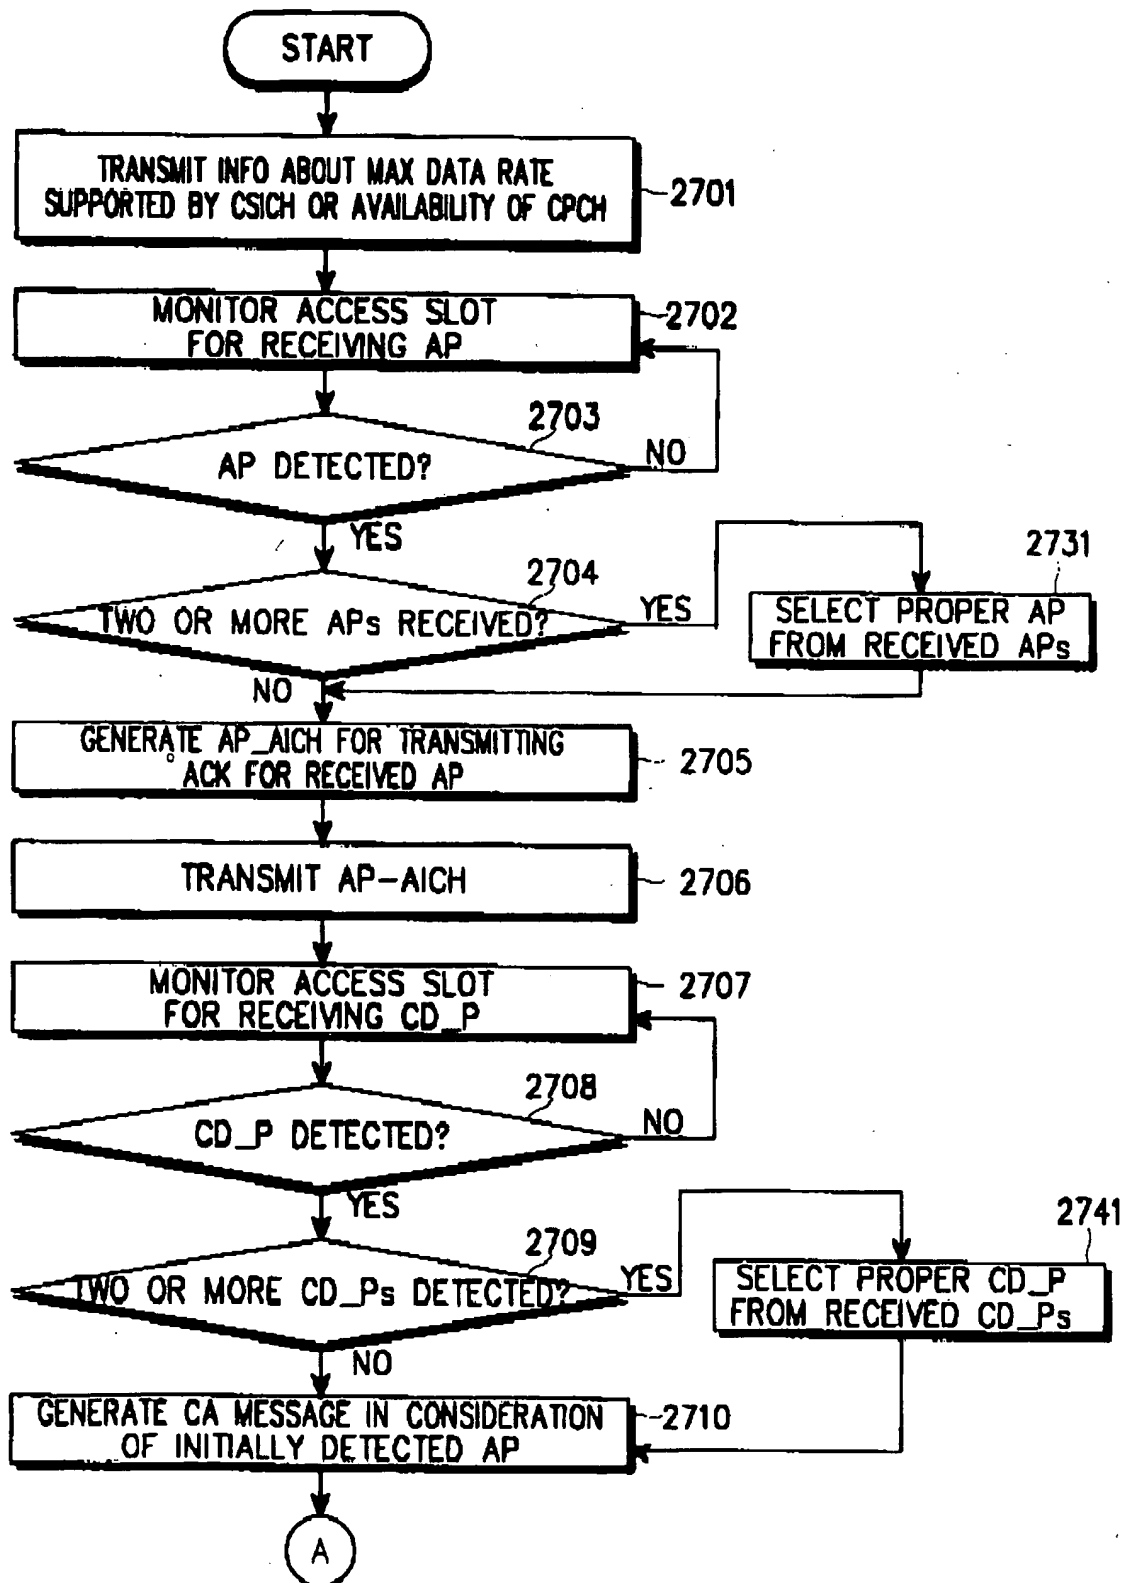 START
TRANSMIT INFO ABOUT MAX DATA RATE
SUPPORTED BY CSICH OR AVAILABILITY OF CPCH
2701
MONITOR ACCESS SLOT
FOR RECEIVING AP
2702
2703
AP DETECTED?
NO
YES
2704
TWO OR MORE APs RECEIVED?
YES
2731
SELECT PROPER AP
FROM RECEIVED APs
NO
GENERATE AP_AICH FOR TRANSMITTING
ACK FOR RECEIVED AP
2705
TRANSMIT AP-AICH
2706
MONITOR ACCESS SLOT
FOR RECEIVING CD_P
2707
2708
CD_P DETECTED?
NO
YES
2709
TWO OR MORE CD_Ps DETECTED?
YES
2741
SELECT PROPER CD_P
FROM RECEIVED CD_Ps
NO
GENERATE CA MESSAGE IN CONSIDERATION
OF INITIALLY DETECTED AP
2710
A